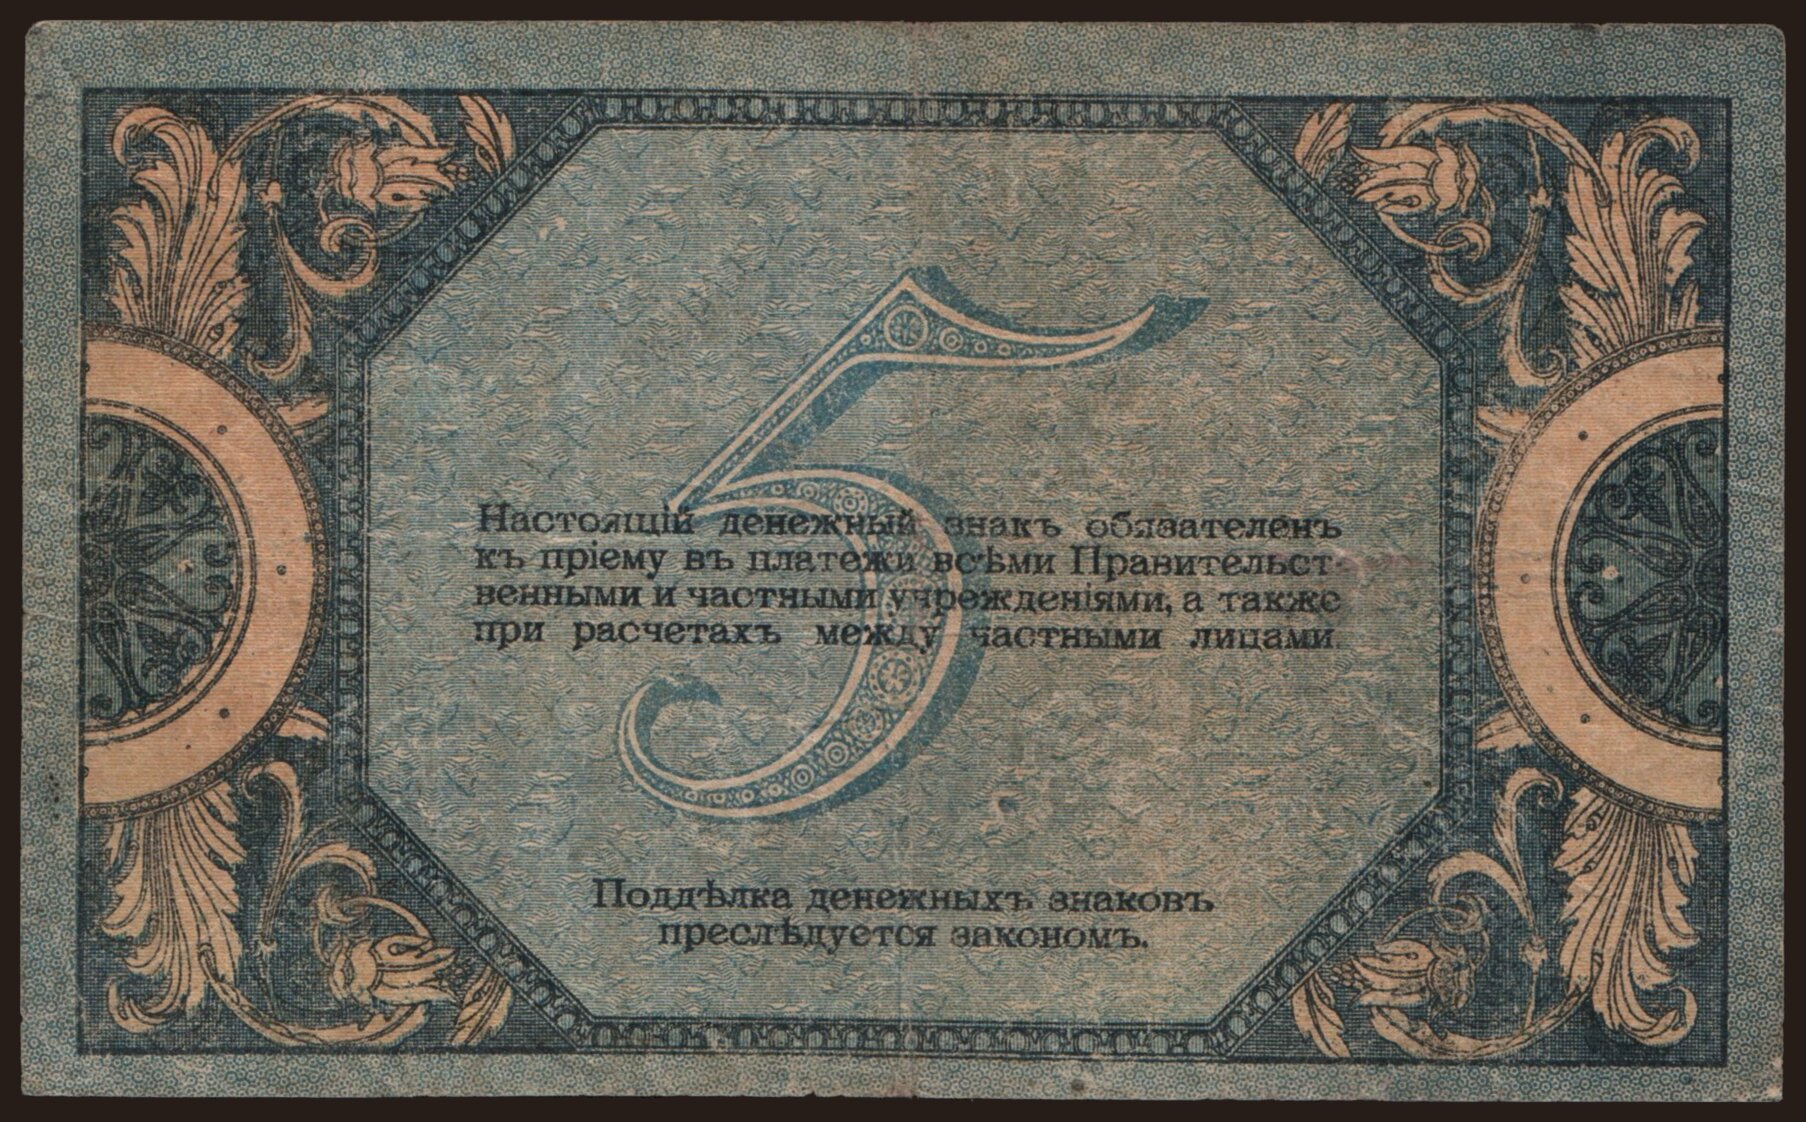 5
Настоящій денежный знакъ обязателенъ
къ пріему въ платежи всѣми Правительст-
венными и частными учрежденіями, а также
при расчетахъ между частными лицами.
Поддѣлка денежныхъ знаковъ
преслѣдуется закономъ.